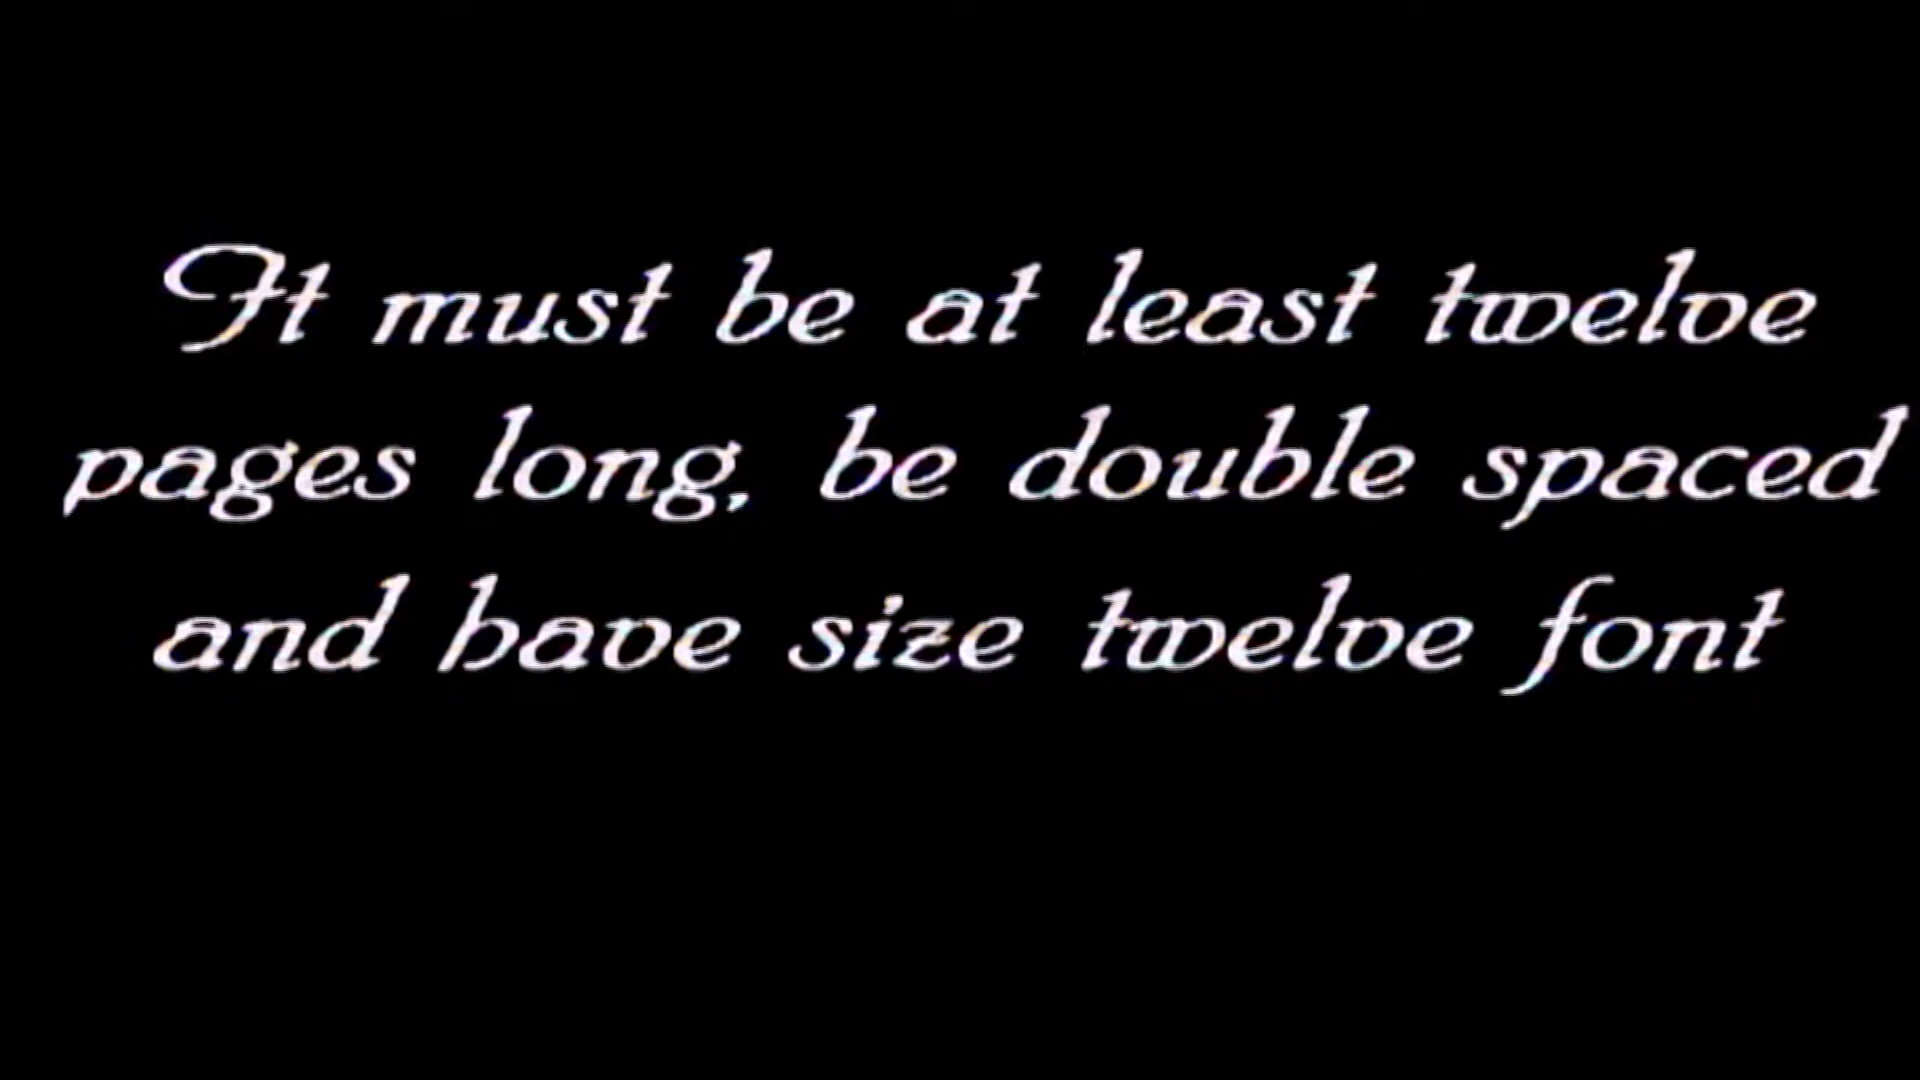 It must be at least twelve
pages long, be double spaced
and have size twelve font